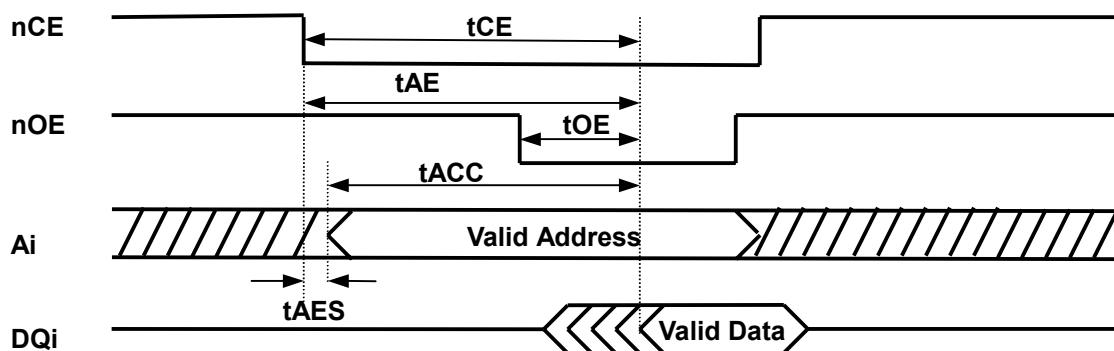 nCE
tCE
tAE
nOE
tOE
tACC
Ai
Valid Address
tAES
DQi
Valid Data